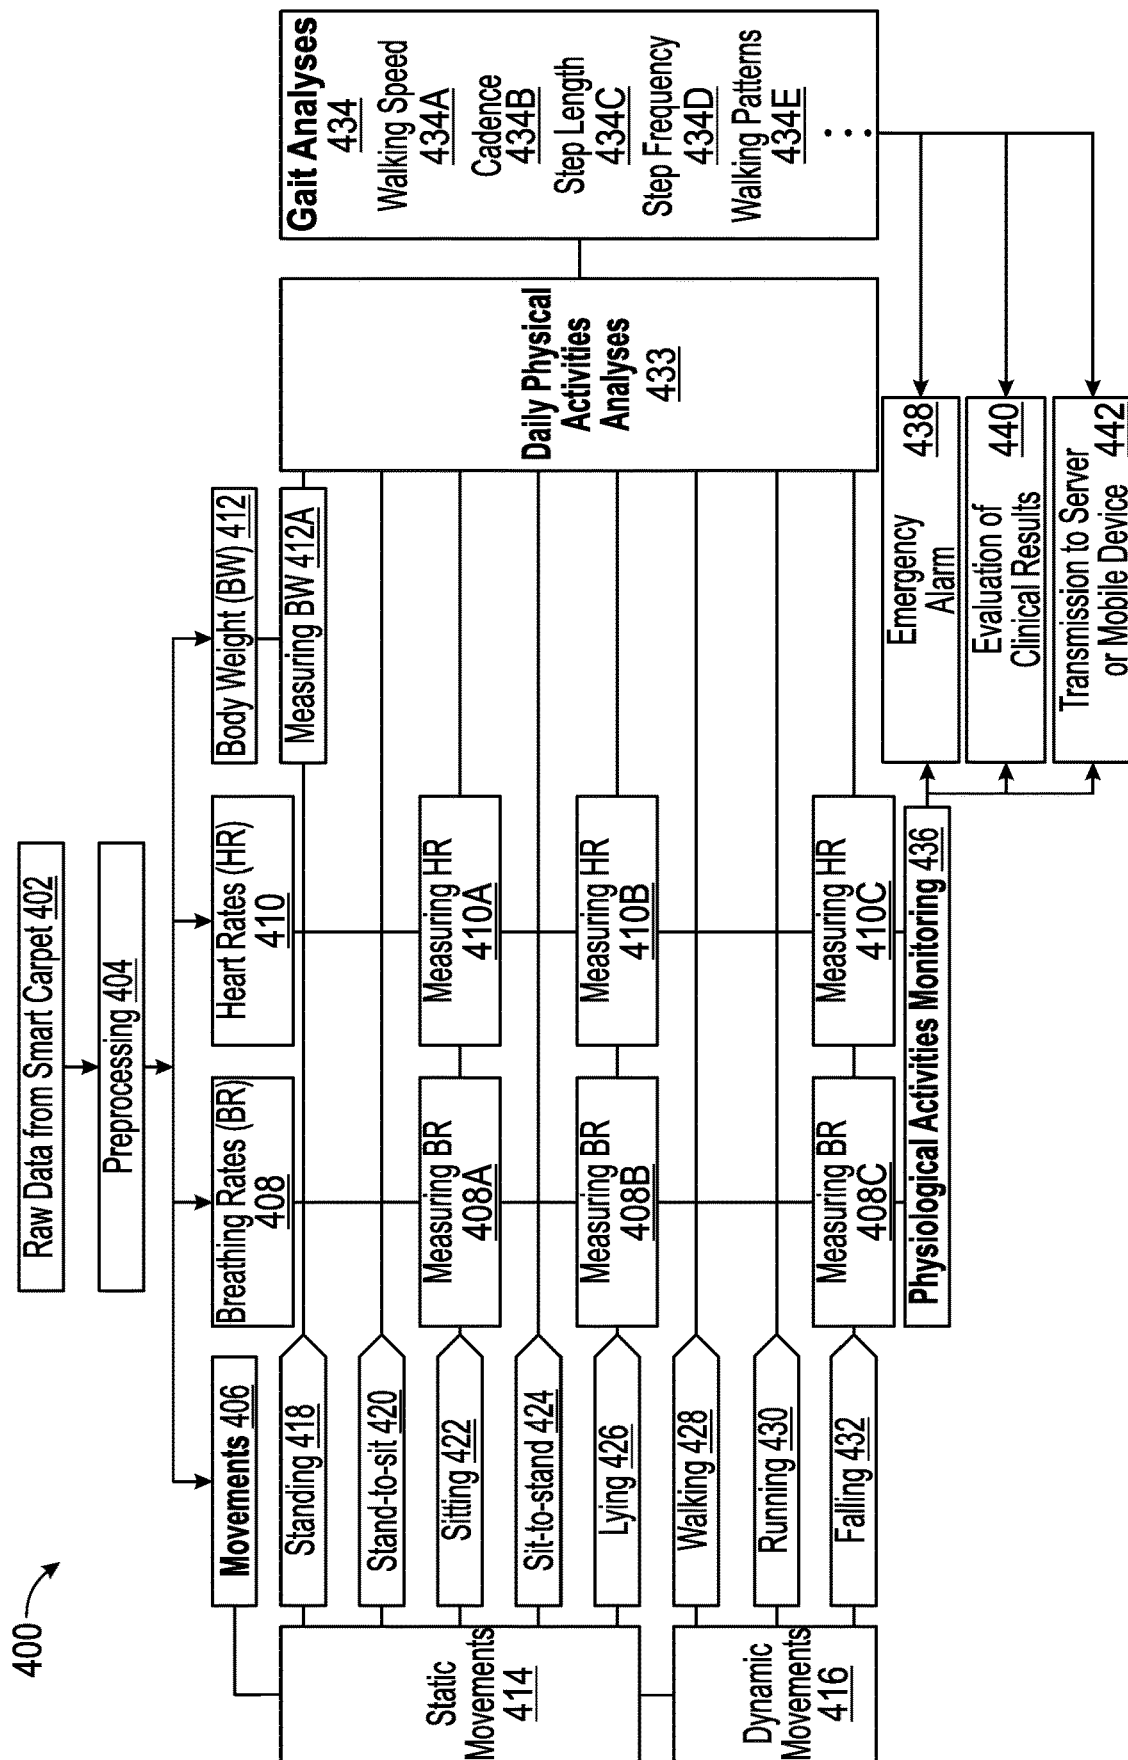 400
Raw Data from Smart Carpet 402
Preprocessing 404
Movements 406
Breathing Rates (BR)
408
Heart Rates (HR)
410
Body Weight (BW) 412
Static
Movements
414
Dynamic
Movements
416
Standing 418
Measuring BW 412A
Stand-to-sit 420
Sitting 422
Measuring BR
408A
Measuring HR
410A
Sit-to-stand 424
Lying 426
Measuring BR
408B
Measuring HR
410B
Walking 428
Running 430
Falling 432
Measuring BR
408C
Measuring HR
410C
Daily Physical
Activities
Analyses
433
Gait Analyses
434
Walking Speed
434A
Cadence
434B
Step Length
434C
Step Frequency
434D
Walking Patterns
434E
Physiological Activities Monitoring 436
Emergency
Alarm 438
Evaluation of
Clinical Results 440
Transmission to Server
or Mobile Device 442